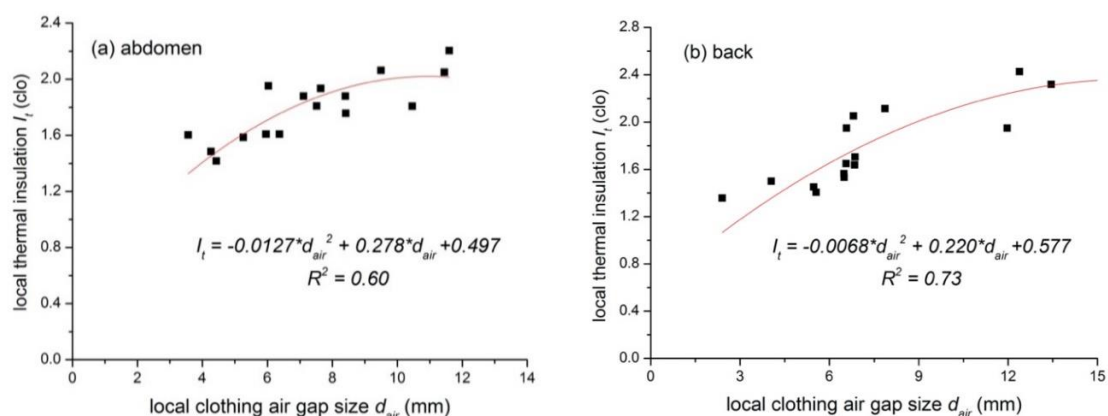 (a) abdomen
local thermal insulation I_t (clo)
2.4
2.0
1.6
1.2
0.8
0.4
0.0
I_t = -0.0127*d_air^2 + 0.278*d_air +0.497
R^2 = 0.60
0 2 4 6 8 10 12 14
local clothing air gap size d_air (mm)
(b) back
local thermal insulation I_t (clo)
2.8
2.4
2.0
1.6
1.2
0.8
0.4
0.0
I_t = -0.0068*d_air^2 + 0.220*d_air +0.577
R^2 = 0.73
0 3 6 9 12 15
local clothing air gap size d_air (mm)